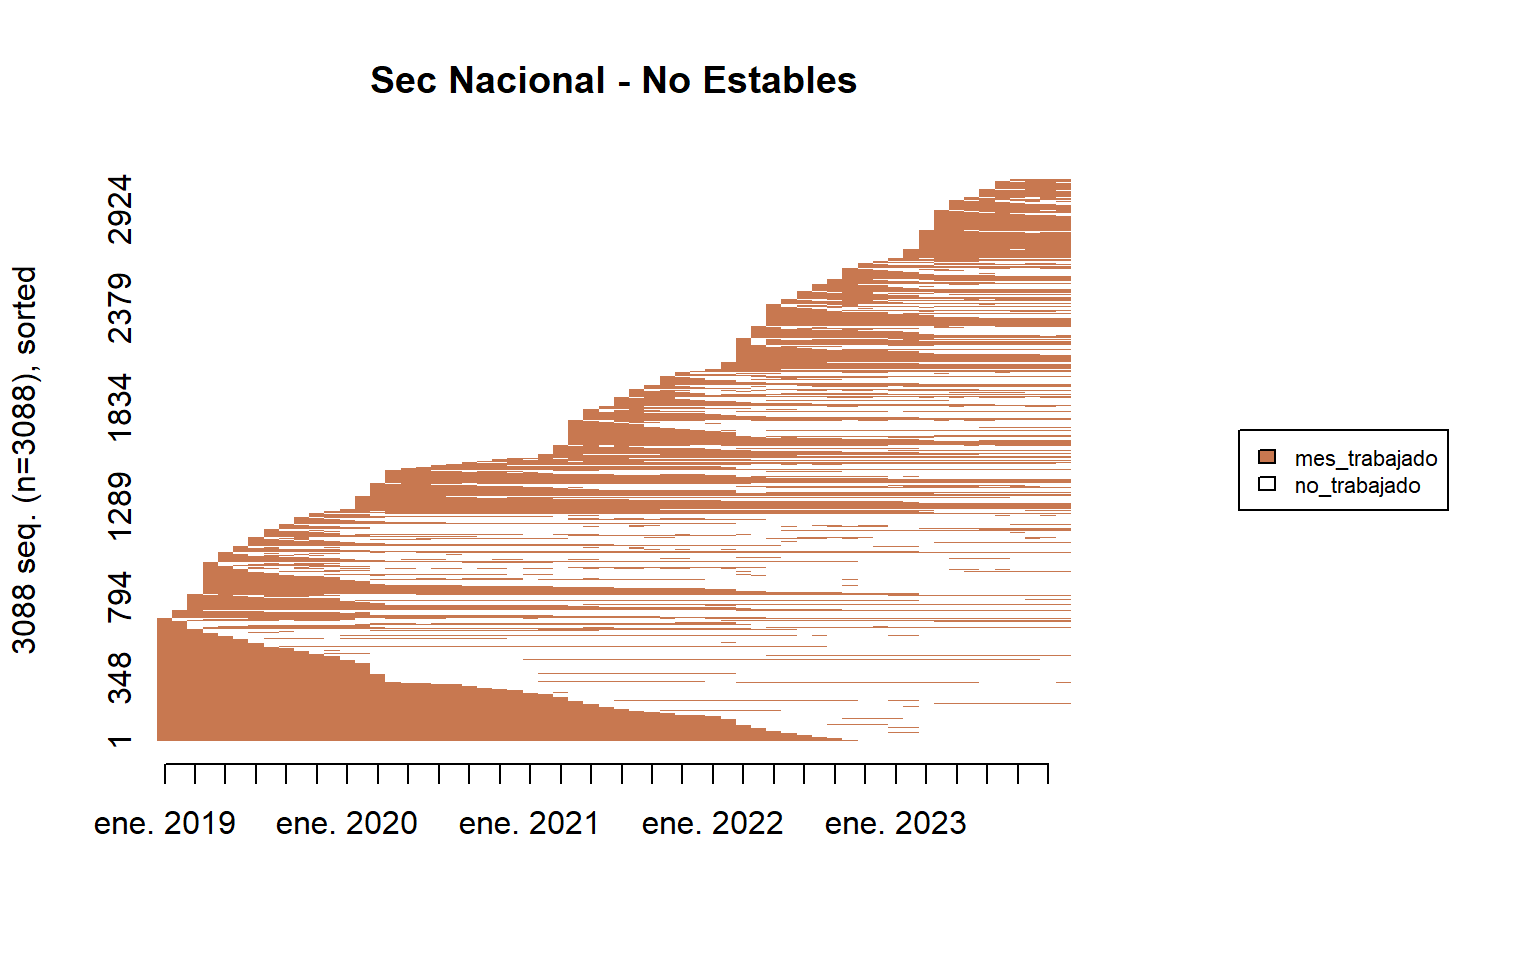 Sec Nacional - No Estables
3088 seq. (n=3088), sorted
2924
2379
1834
1289
794
348
1
ene. 2019 ene. 2020 ene. 2021 ene. 2022 ene. 2023
mes_trabajado
no_trabajado